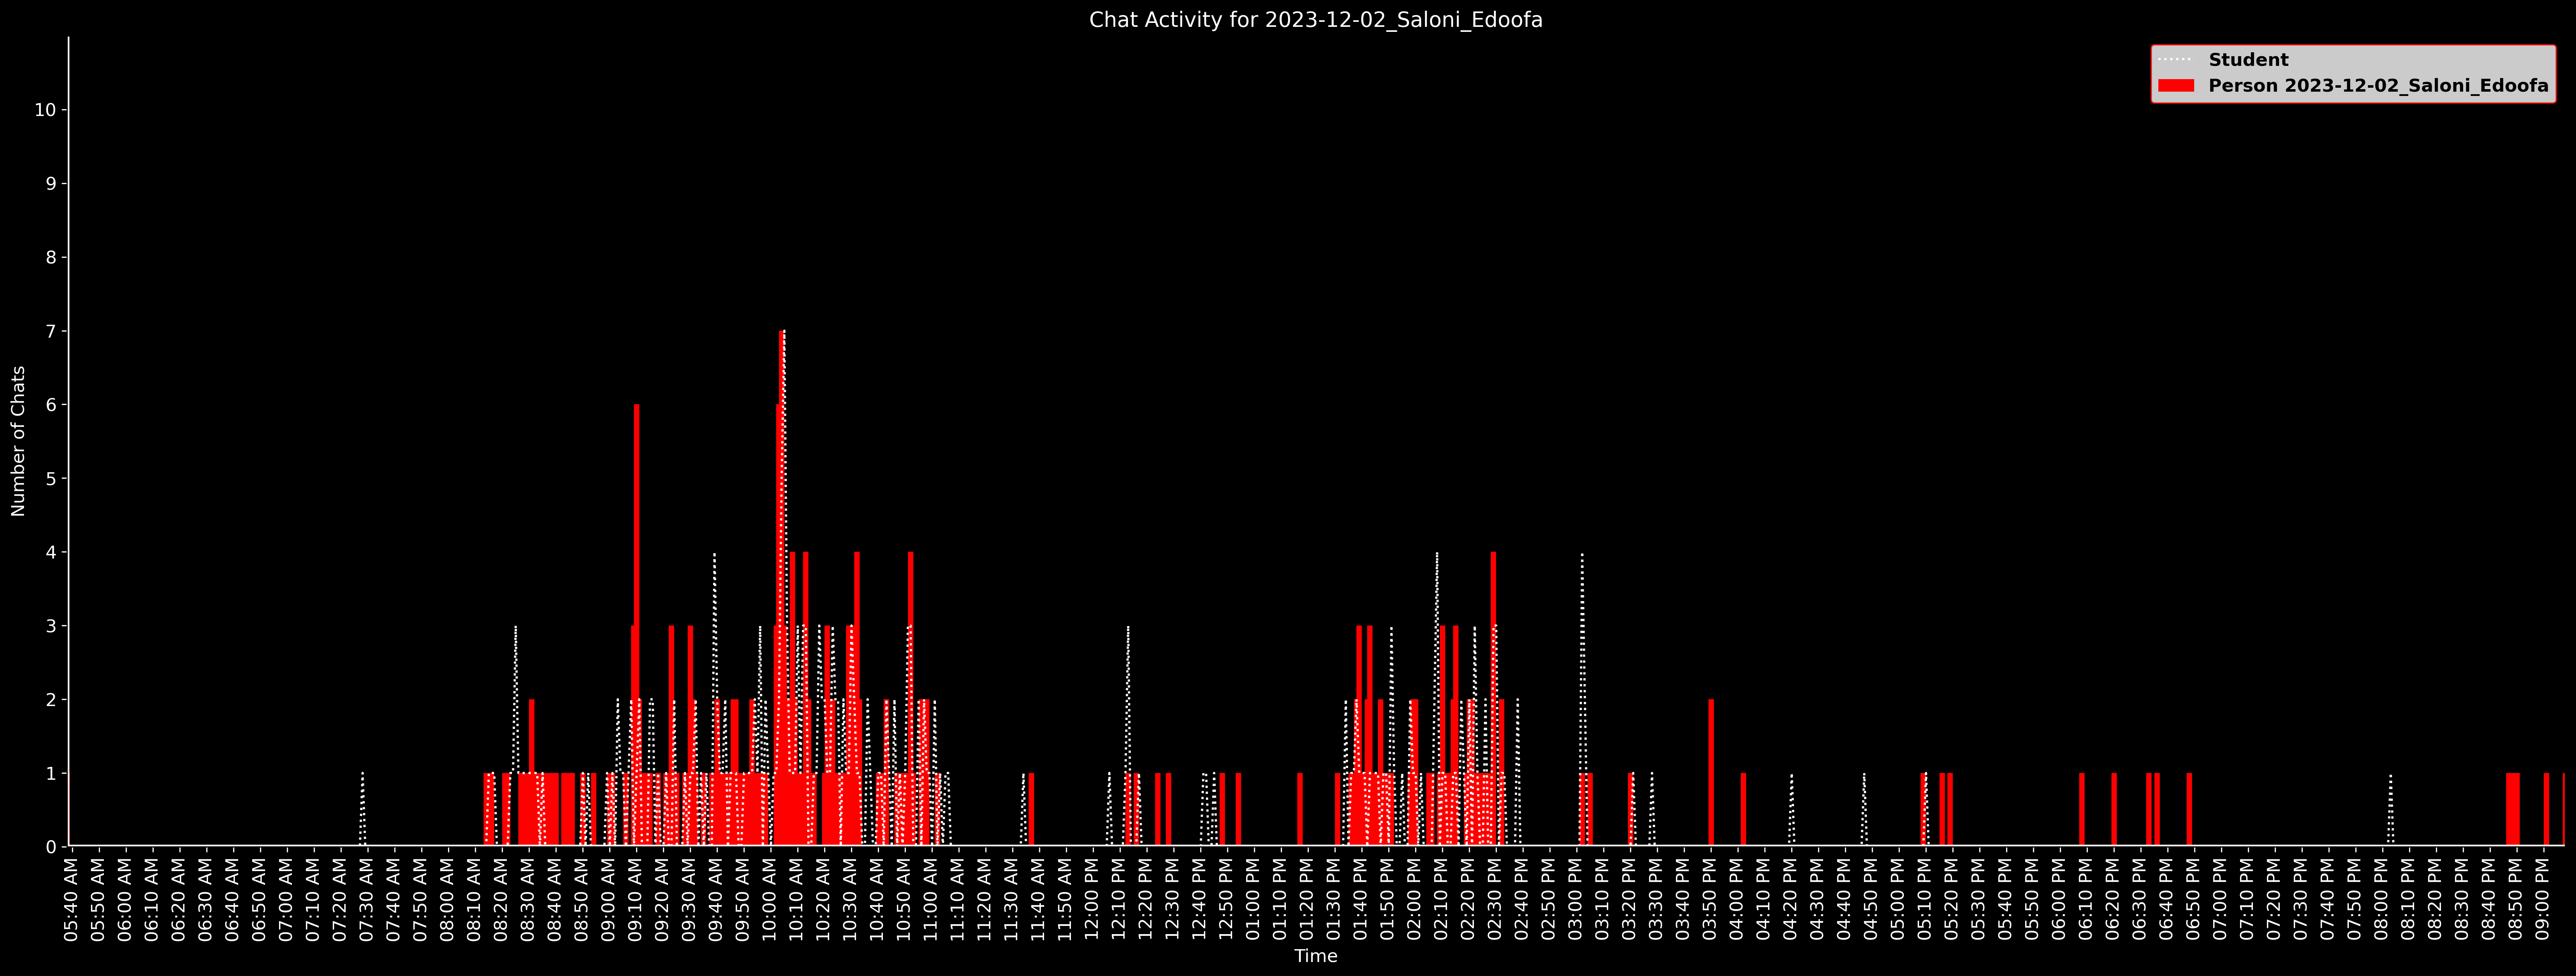 Chat Activity for 2023-12-02_Saloni_Edoofa
Student
Person 2023-12-02_Saloni_Edoofa
Number of Chats
10
9
8
7
6
5
4
3
2
1
0
05:40 AM
05:50 AM
06:00 AM
06:10 AM
06:20 AM
06:30 AM
06:40 AM
06:50 AM
07:00 AM
07:10 AM
07:20 AM
07:30 AM
07:40 AM
07:50 AM
08:00 AM
08:10 AM
08:20 AM
08:30 AM
08:40 AM
08:50 AM
09:00 AM
09:10 AM
09:20 AM
09:30 AM
09:40 AM
09:50 AM
10:00 AM
10:10 AM
10:20 AM
10:30 AM
10:40 AM
10:50 AM
11:00 AM
11:10 AM
11:20 AM
11:30 AM
11:40 AM
11:50 AM
12:00 PM
12:10 PM
12:20 PM
12:30 PM
12:40 PM
12:50 PM
01:00 PM
01:10 PM
01:20 PM
01:30 PM
01:40 PM
01:50 PM
02:00 PM
02:10 PM
02:20 PM
02:30 PM
02:40 PM
02:50 PM
03:00 PM
03:10 PM
03:20 PM
03:30 PM
03:40 PM
03:50 PM
04:00 PM
04:10 PM
04:20 PM
04:30 PM
04:40 PM
04:50 PM
05:00 PM
05:10 PM
05:20 PM
05:30 PM
05:40 PM
05:50 PM
06:00 PM
06:10 PM
06:20 PM
06:30 PM
06:40 PM
06:50 PM
07:00 PM
07:10 PM
07:20 PM
07:30 PM
07:40 PM
07:50 PM
08:00 PM
08:10 PM
08:20 PM
08:30 PM
08:40 PM
08:50 PM
09:00 PM
Time